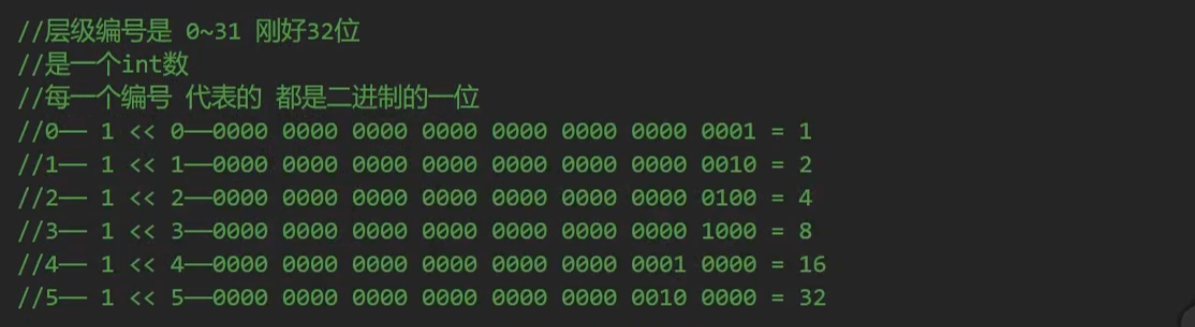 //层级编号是 0~31 刚好32位
//是一个int数
//每一个编号 代表的 都是二进制的一位
//0—— 1 << 0——0000 0000 0000 0000 0000 0000 0000 0001 = 1
//1—— 1 << 1——0000 0000 0000 0000 0000 0000 0000 0010 = 2
//2—— 1 << 2——0000 0000 0000 0000 0000 0000 0000 0100 = 4
//3—— 1 << 3——0000 0000 0000 0000 0000 0000 0000 1000 = 8
//4—— 1 << 4——0000 0000 0000 0000 0000 0000 0001 0000 = 16
//5—— 1 << 5——0000 0000 0000 0000 0000 0000 0010 0000 = 32